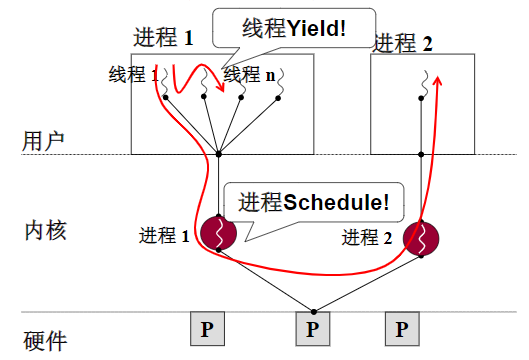 进程 1
线程Yield!
进程 2
线程 1
线程 n
用户
进程Schedule!
内核
进程 1
进程 2
P
P
P
硬件